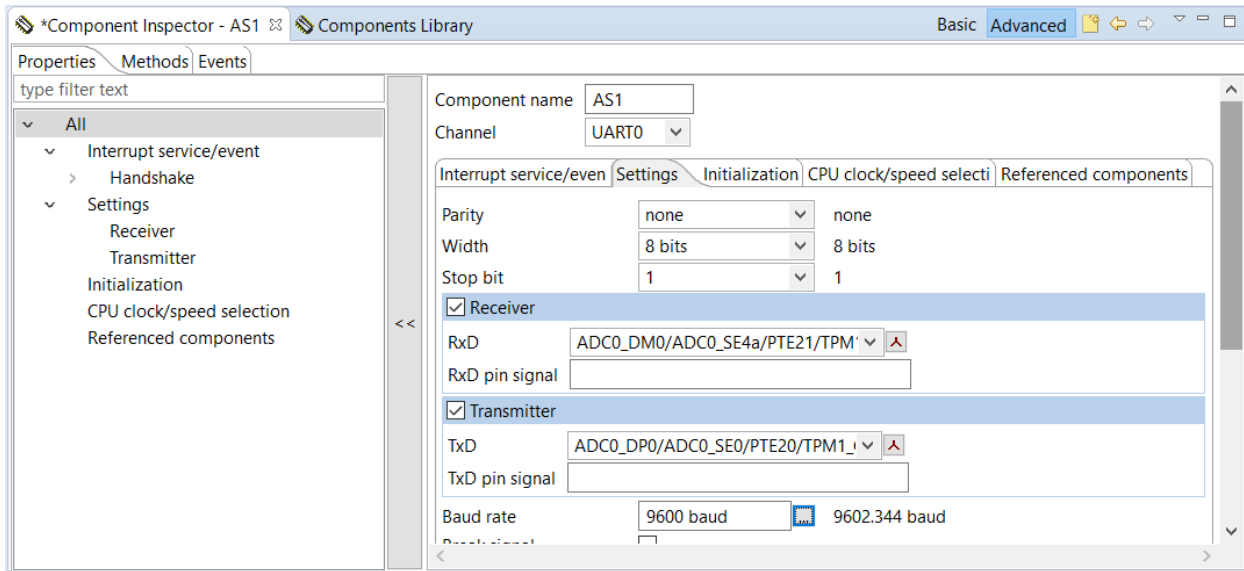 *Component Inspector - AS1 Components Library Basic Advanced
Properties Methods Events
type filter text
All
Interrupt service/event
Handshake
Settings
Receiver
Transmitter
Initialization
CPU clock/speed selection
Referenced components
<<
Component name AS1
Channel UART0
Interrupt service/even Settings Initialization CPU clock/speed selecti Referenced components
Parity none none
Width 8 bits 8 bits
Stop bit 1 1
Receiver
RxD ADC0_DM0/ADC0_SE4a/PTE21/TPM1
RxD pin signal
Transmitter
TxD ADC0_DP0/ADC0_SE0/PTE20/TPM1_
TxD pin signal
Baud rate 9600 baud 9602.344 baud
Break signal